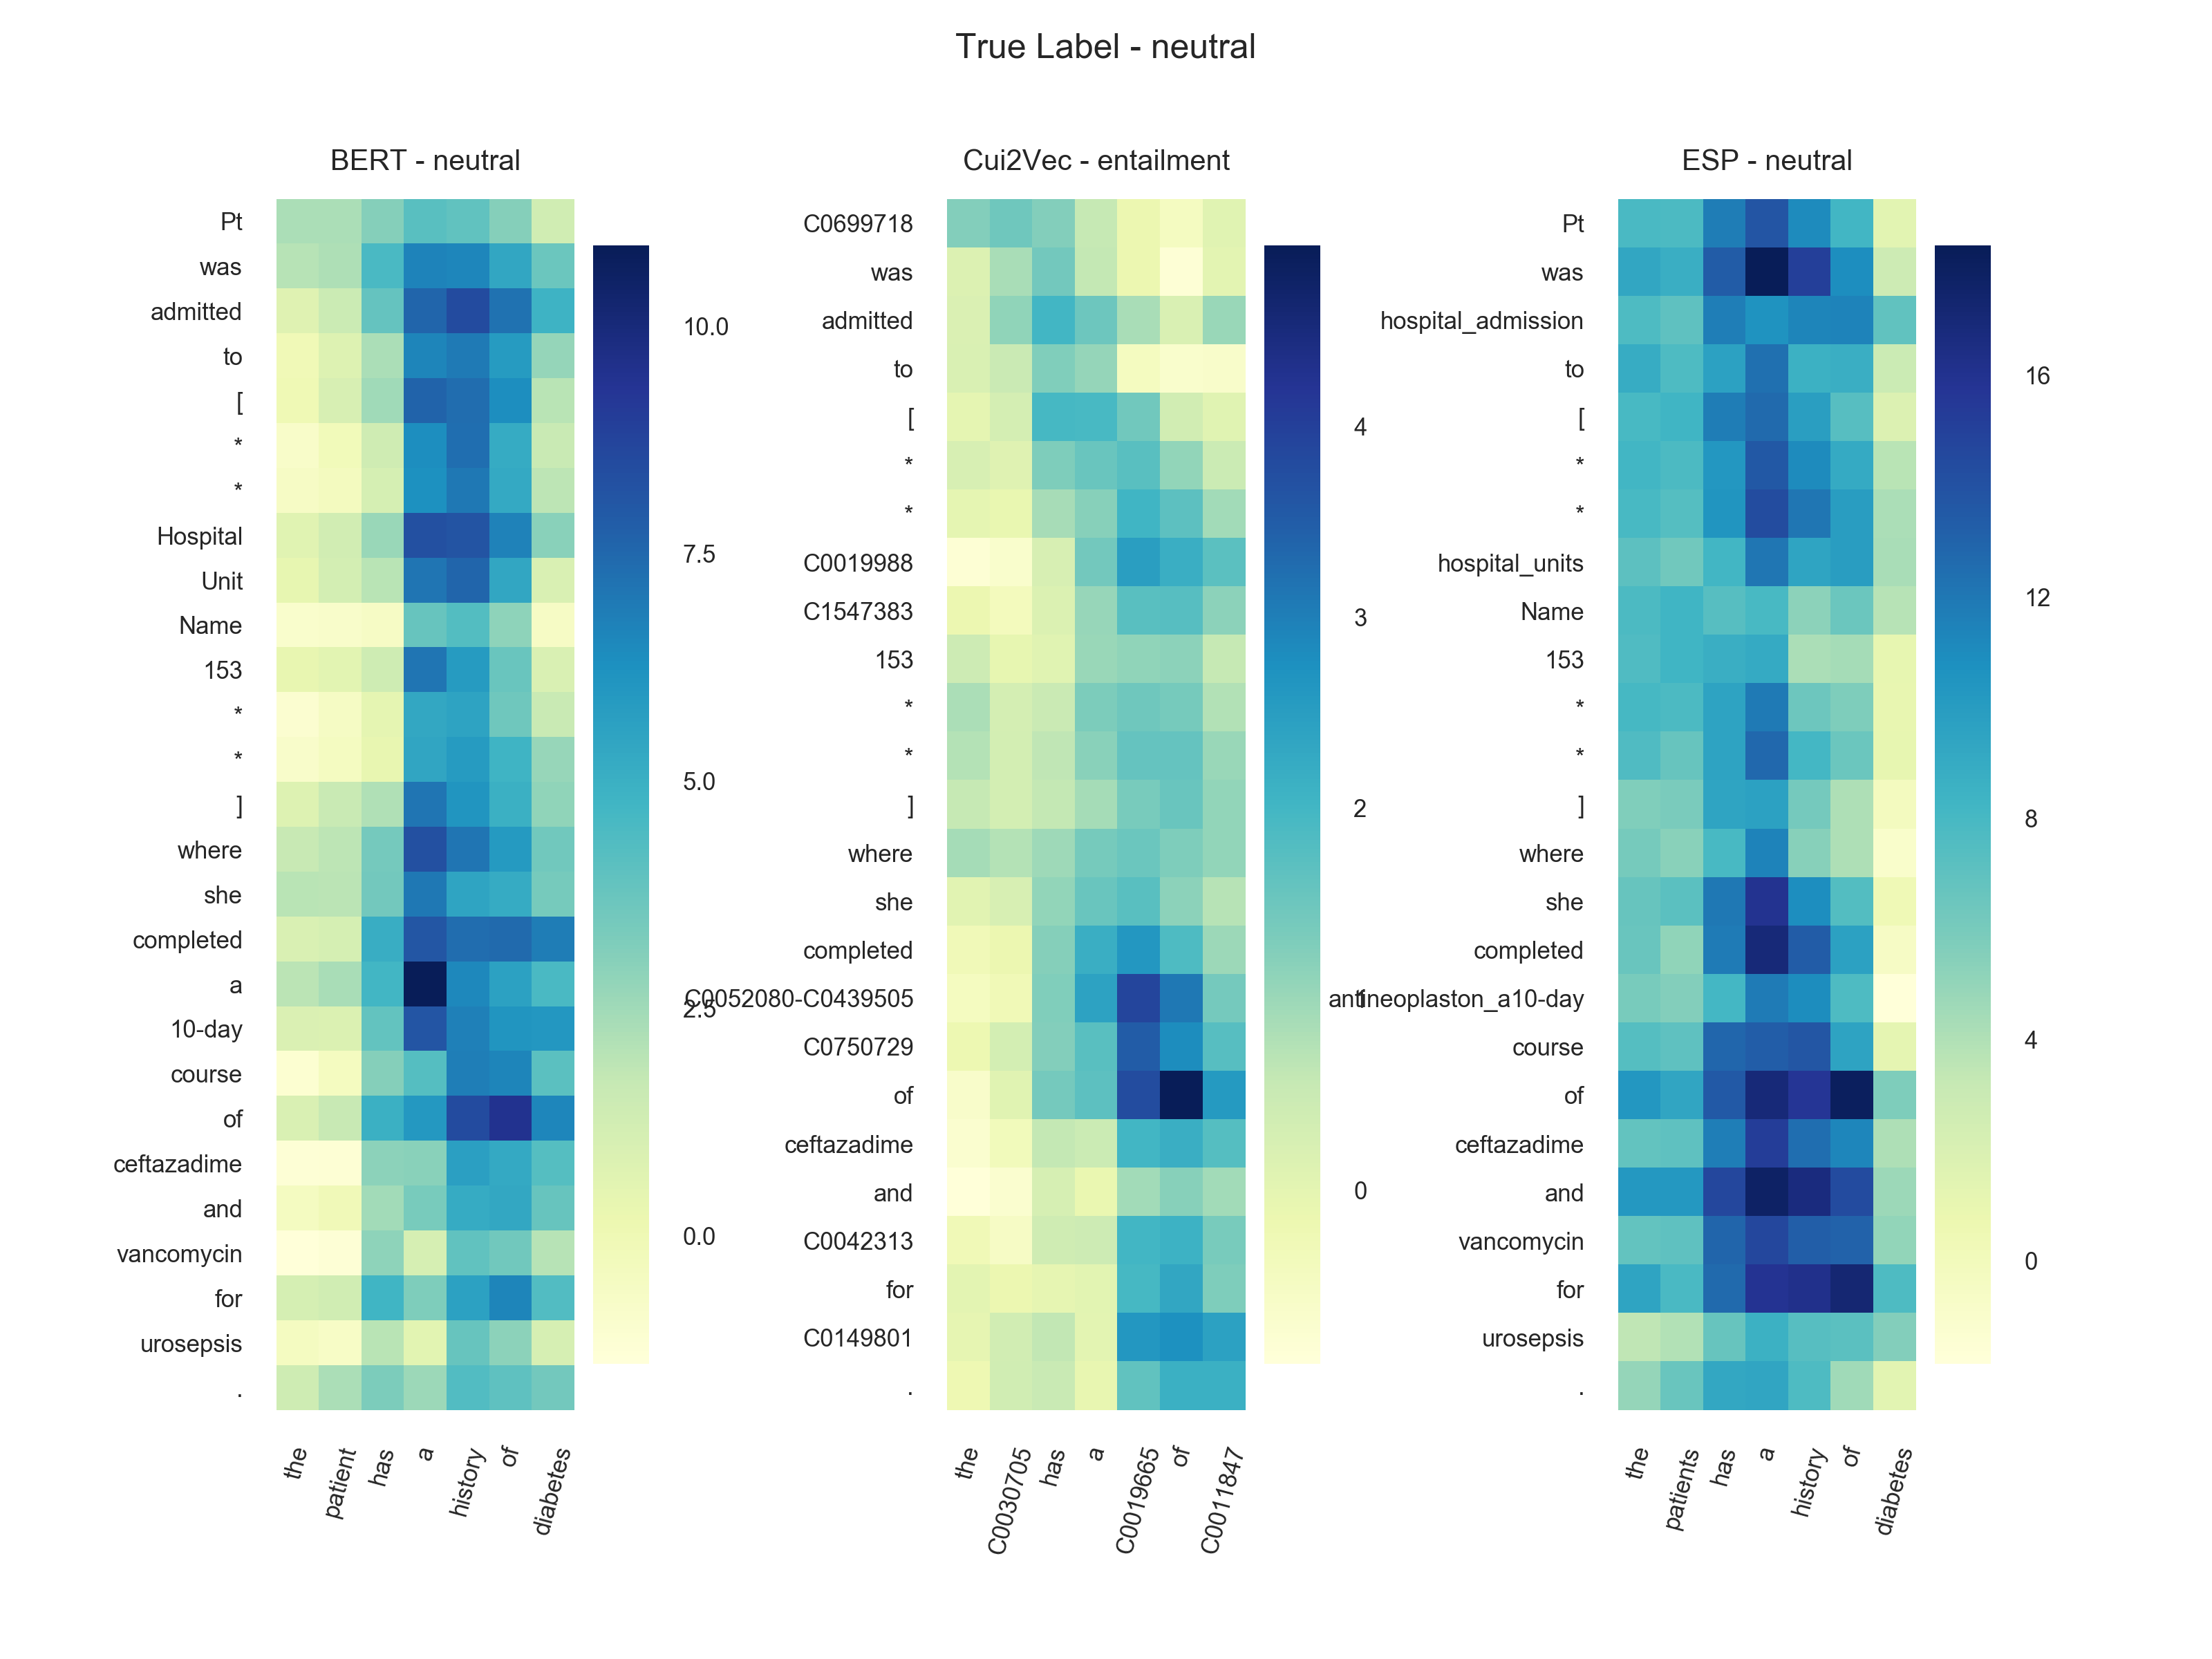 True Label - neutral
BERT - neutral
Pt
was
admitted
to
[
*
*
Hospital
Unit
Name
153
*
*
]
where
she
completed
a
10-day
course
of
ceftazadime
and
vancomycin
for
urosepsis
.
the
patient
has
a
history
of
diabetes
10.0
7.5
5.0
2.5
0.0
Cui2Vec - entailment
C0699718
was
admitted
to
[
*
*
C0019988
C1547383
153
*
*
]
where
she
completed
C0052080-C0439505
C0750729
of
ceftazadime
and
C0042313
for
C0149801
.
the
C0030705
has
a
C0019665
of
C0011847
4
3
2
1
0
ESP - neutral
Pt
was
hospital_admission
to
[
*
*
hospital_units
Name
153
*
*
]
where
she
completed
antineoplaston_a10-day
course
of
ceftazadime
and
vancomycin
for
urosepsis
.
the
patients
has
a
history
of
diabetes
16
12
8
4
0